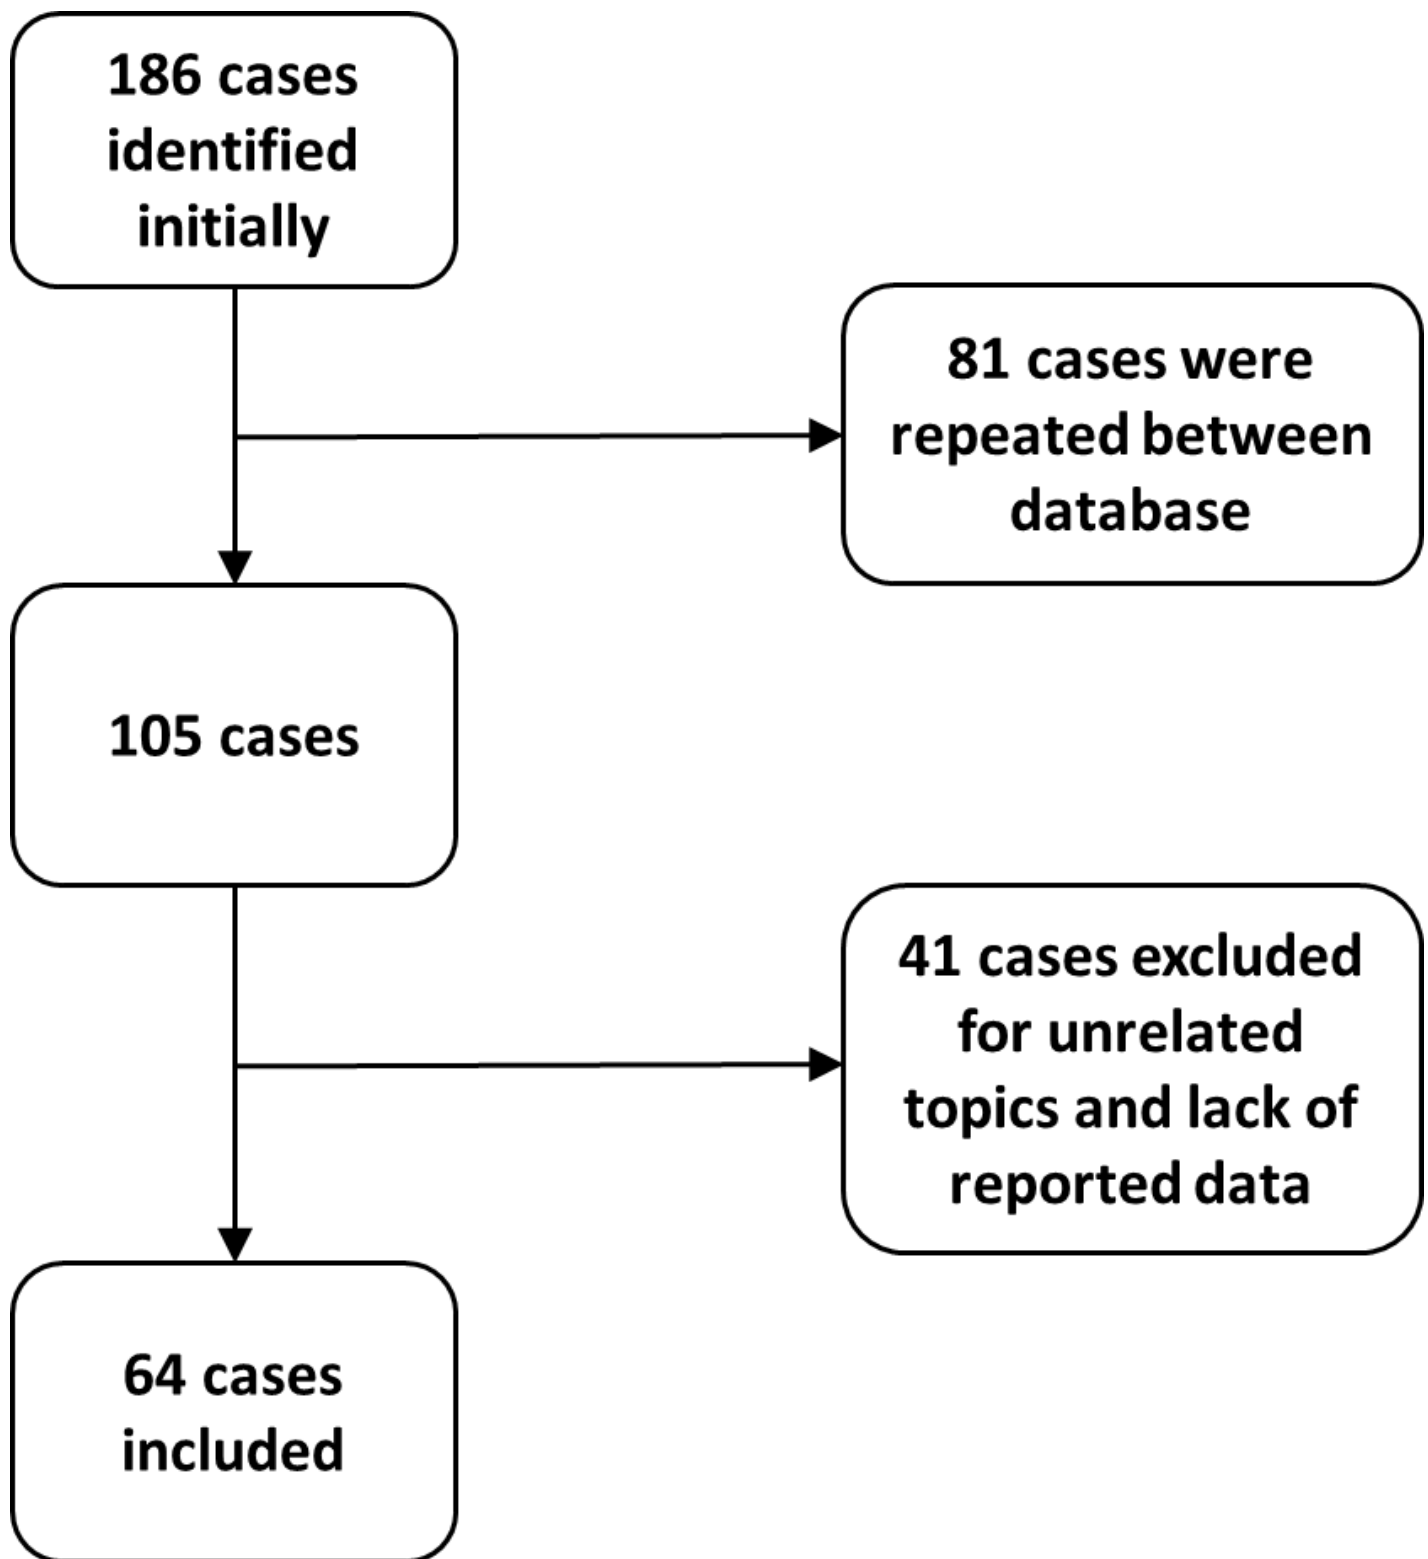 186 cases
identified
initially
81 cases were
repeated between
database
105 cases
41 cases excluded
for unrelated
topics and lack of
reported data
64 cases
included